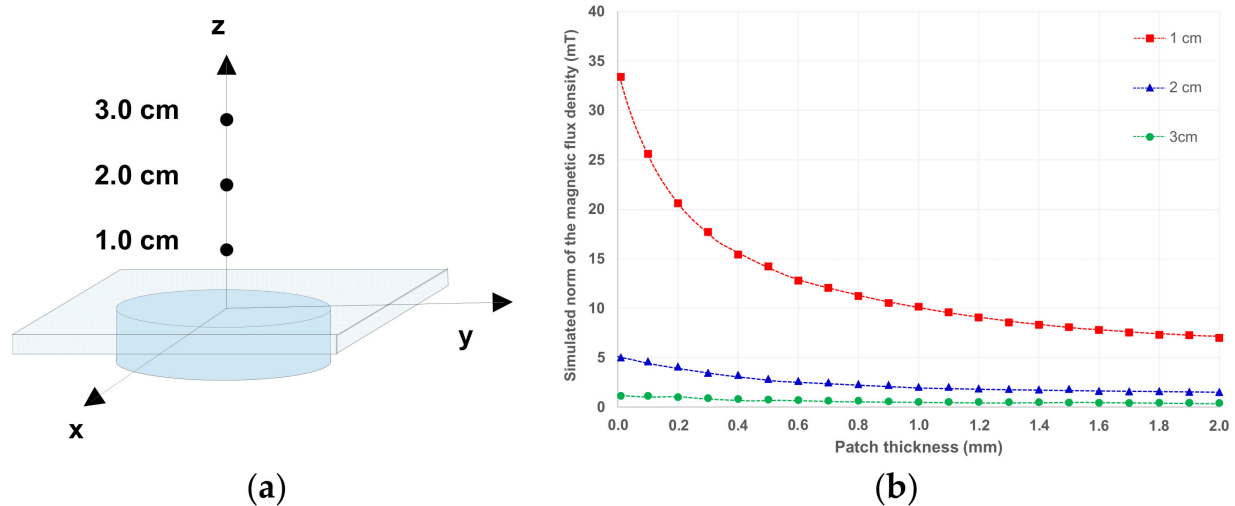 z
3.0 cm
2.0 cm
1.0 cm
y
x
(a)
Simulated norm of the magnetic flux density (mT)
40
35
30
25
20
15
10
5
0
1 cm
2 cm
3cm
0.0 0.2 0.4 0.6 0.8 1.0 1.2 1.4 1.6 1.8 2.0
Patch thickness (mm)
(b)